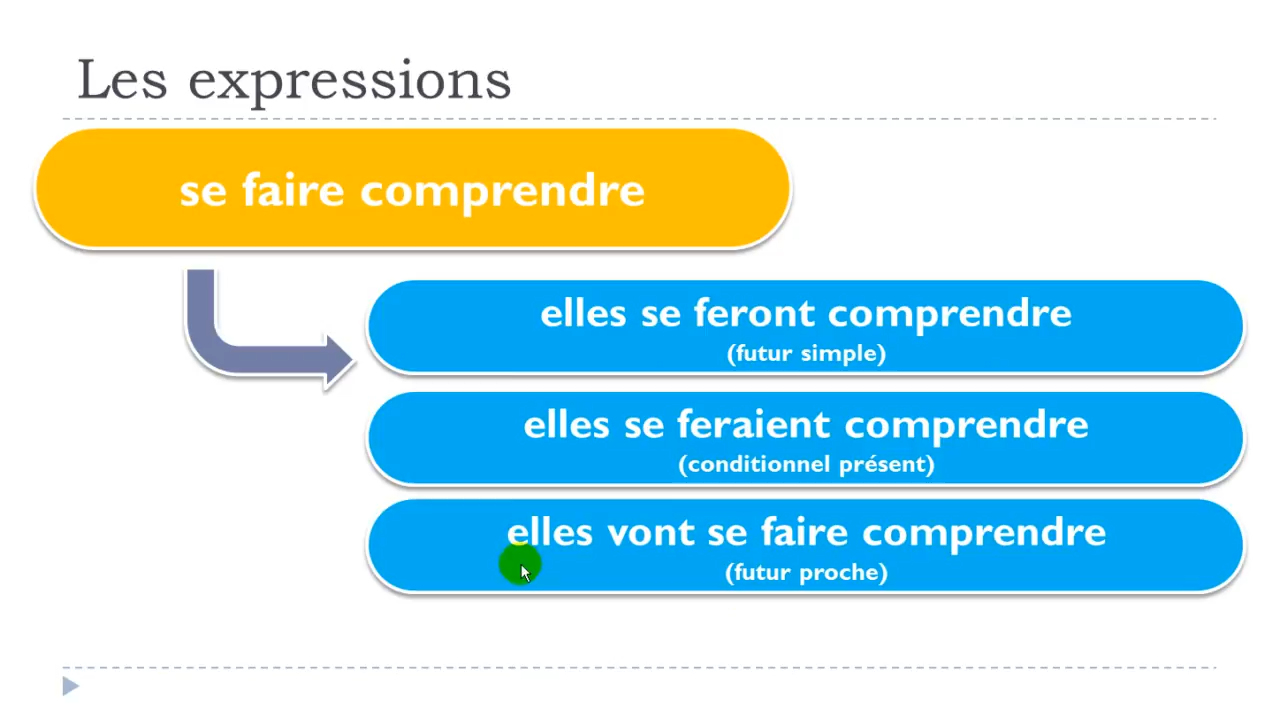 Les expressions
se faire comprendre
elles se feront comprendre
(futur simple)
elles se feraient comprendre
(conditionnel présent)
elles vont se faire comprendre
(futur proche)